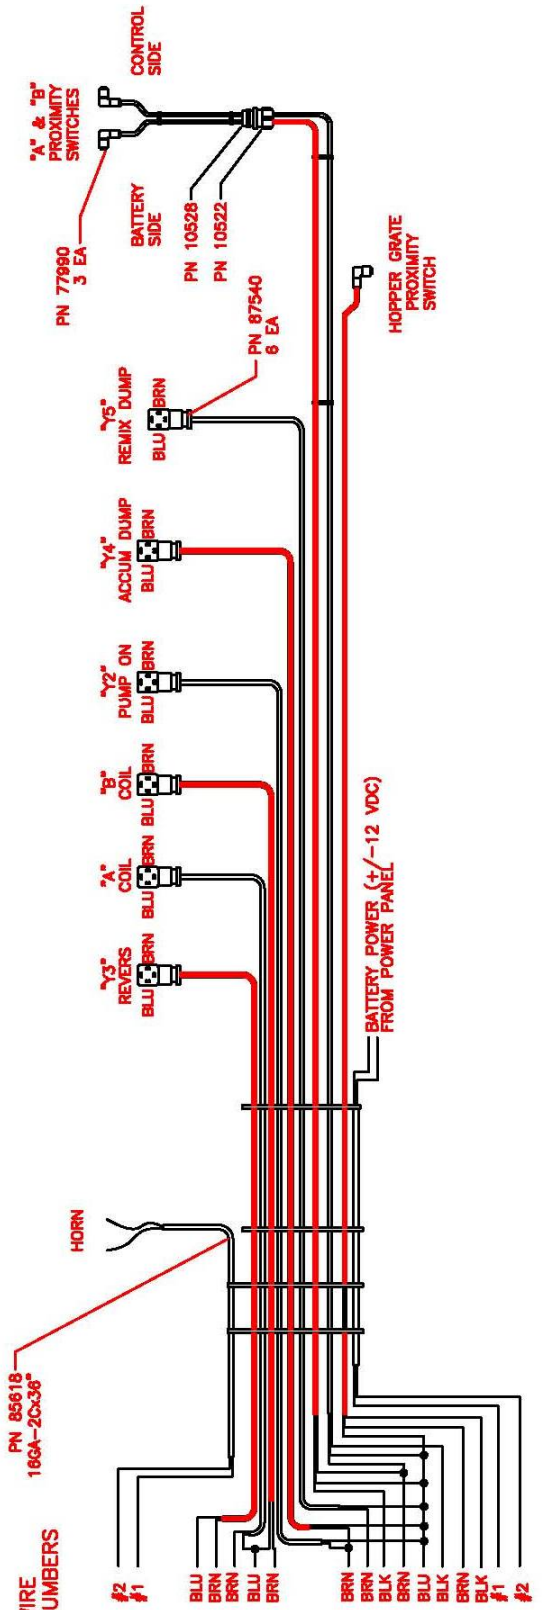 "A" & "B"
PROXIMITY
SWITCHES
CONTROL
SIDE
BATTERY
SIDE
PN 77990
3 EA
PN 10528
PN 10522
PN 87540
6 EA
HOPPER GRATE
PROXIMITY
SWITCH
"Y5"
REMIX DUMP
BLU BRN
"Y4"
ACCUM DUMP
BLU BRN
"Y2"
PUMP ON
BLU BRN
"B"
COIL
BLU BRN
"A"
COIL
BLU BRN
"Y3"
REVERS
BLU BRN
BATTERY POWER (+/-12 VDC)
FROM POWER PANEL
HORN
PN 85618
16GA-2Cx36"
WIRE
UMBERS
#2
#1
BLU
BRN
BRN
BLU
BRN
BRN
BRN
BLK
BRN
BLU
BLK
BRN
BLK
#1
#2